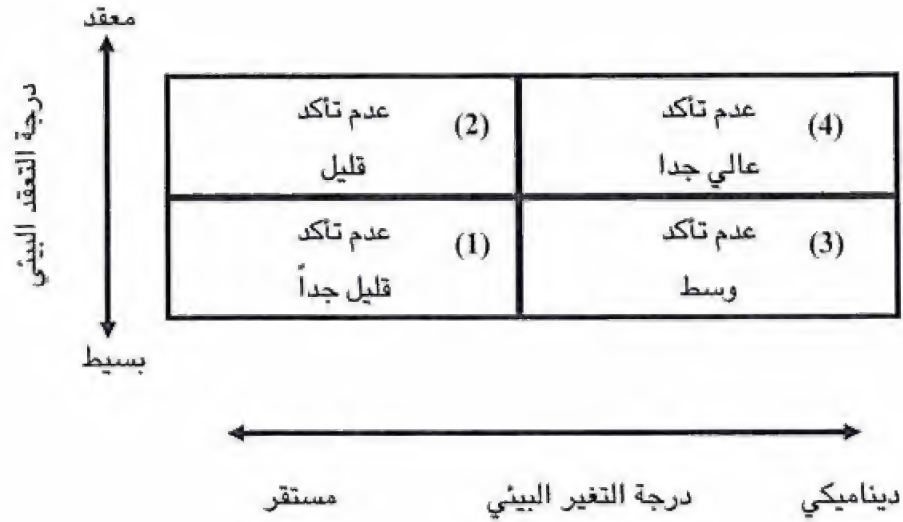 معقد
درجة التعقد البيئي
(2) عدم تأكد
قليل
(4) عدم تأكد
عالي جدا
(1) عدم تأكد
قليل جداً
(3) عدم تأكد
وسط
بسيط
ديناميكي درجة التغير البيئي مستقر